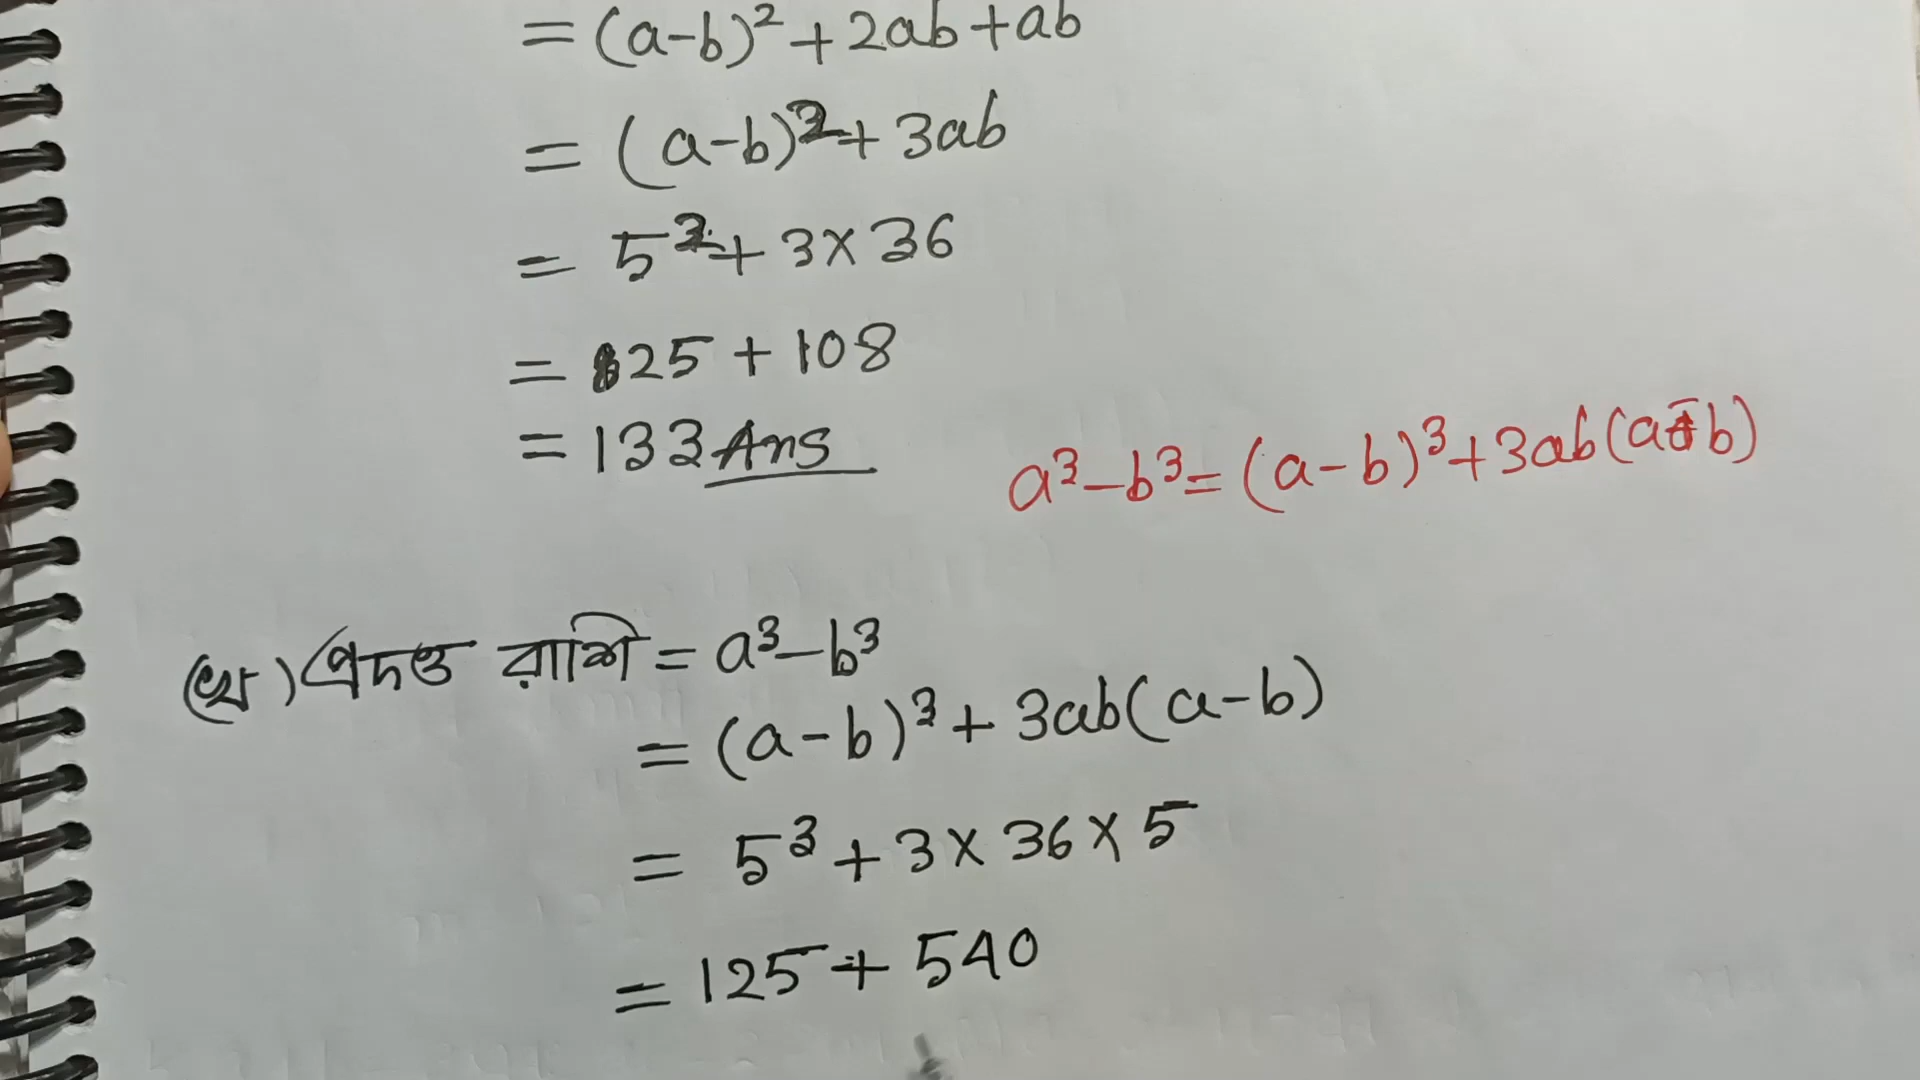 = (a-b)² + 2ab + ab
= (a-b)² + 3ab
= 5² + 3 × 36
= 25 + 108
= 133 Ans
a³ - b³ = (a - b)³ + 3ab(a - b)
(খ) প্রদত্ত রাশি = a³ - b³
= (a - b)³ + 3ab(a - b)
= 5³ + 3 × 36 × 5
= 125 + 540